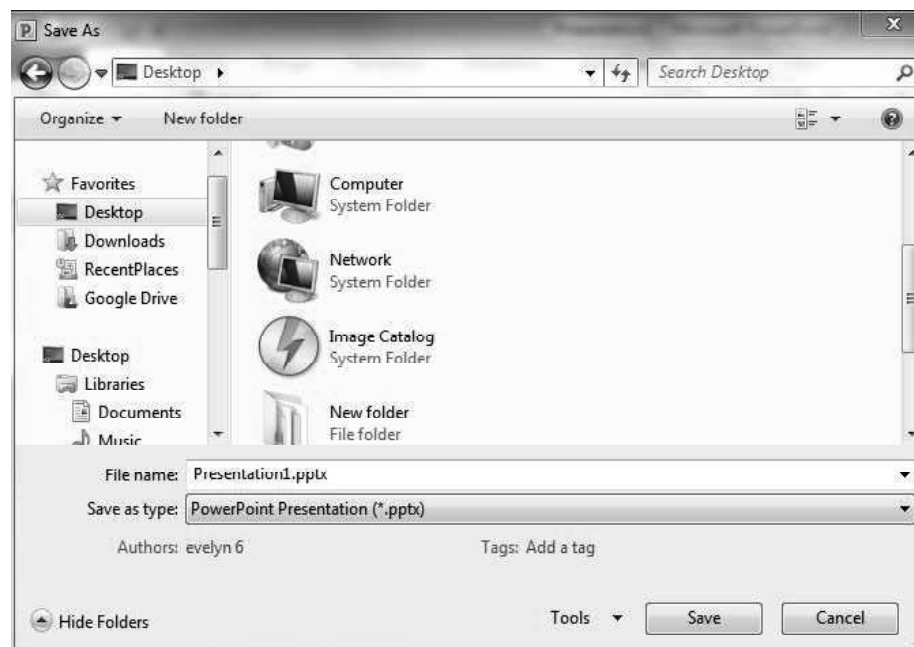 Save As
Desktop
Search Desktop
Organize
New folder
Favorites
Desktop
Downloads
RecentPlaces
Google Drive
Desktop
Libraries
Documents
Music
Computer
System Folder
Network
System Folder
Image Catalog
System Folder
New folder
File folder
File name: Presentation1.pptx
Save as type: PowerPoint Presentation (*.pptx)
Authors: evelyn 6 Tags: Add a tag
Hide Folders Tools Save Cancel